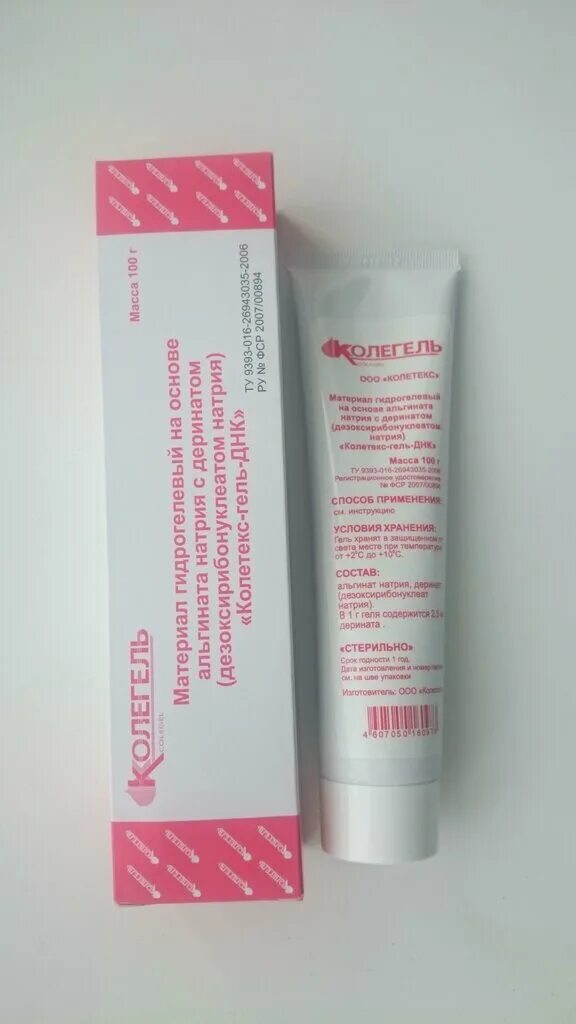 КОЛЕГЕЛЬ
COLEGEL
Материал гидрогелевый на основе
альгината натрия с деринатом
(дезоксирибонуклеатом натрия)
«Колетекс-гель-ДНК»
Масса 100 г
ТУ 9393-016-26943035-2006
РУ № ФСР 2007/00894
КОЛЕГЕЛЬ
COLEGEL
ООО «КОЛЕТЕКС»
Материал гидрогелевый
на основе альгината
натрия с деринатом
(дезоксирибонуклеатом
натрия)
«Колетекс-гель-ДНК»
Масса 100 г
ТУ 9393-016-26943035-2006
Регистрационное удостоверение
№ ФСР 2007/00894
СПОСОБ ПРИМЕНЕНИЯ:
см. инструкцию
УСЛОВИЯ ХРАНЕНИЯ:
Гель хранят в защищенном от
света месте при температуре
от +2°С до +10°С.
СОСТАВ:
альгинат натрия, деринат
(дезоксирибонуклеат
натрия).
В 1 г геля содержится 2,5
дерината.
«СТЕРИЛЬНО»
Срок годности 1 год.
Дата изготовления и номер
см. на шве упаковки
Изготовитель: ООО